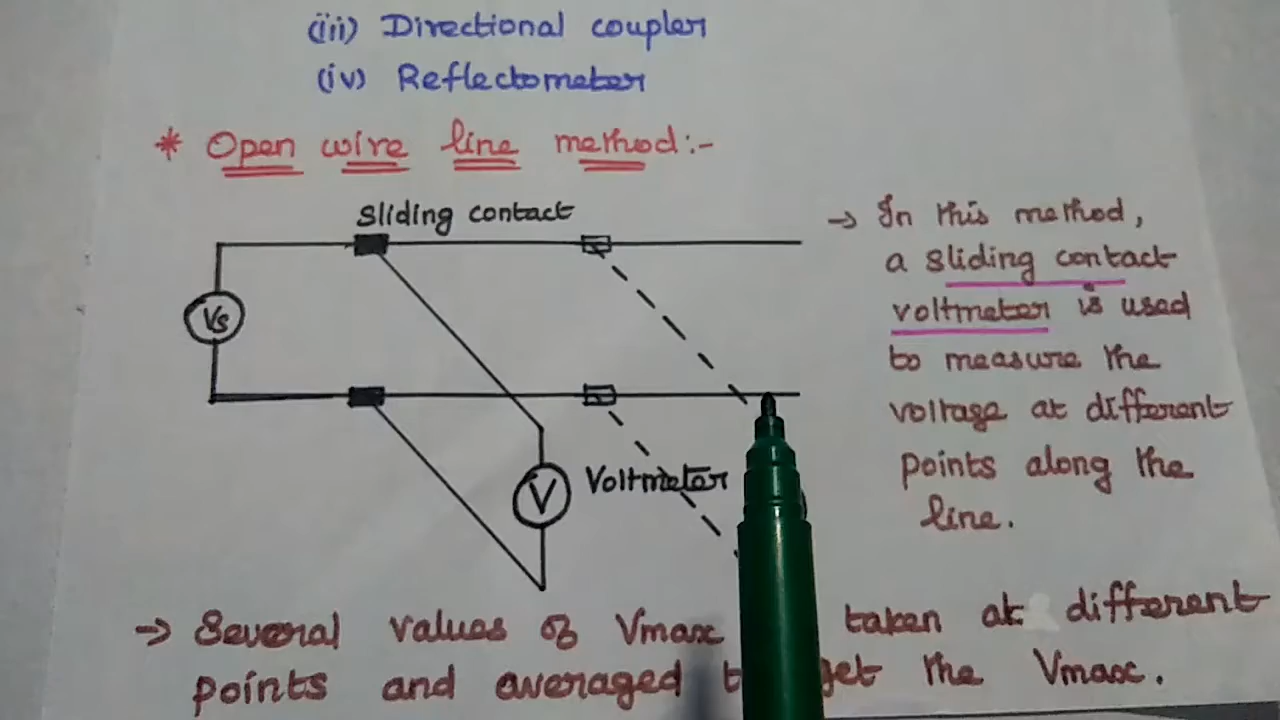 (iii) Directional coupler
(iv) Reflectometer
* Open wire line method:-
Sliding contact
Vs
V
Voltmeter
→ In this method,
a sliding contact
voltmeter is used
to measure the
voltage at different
points along the
line.
→ Several values of Vmax taken at different
points and averaged get the Vmax.